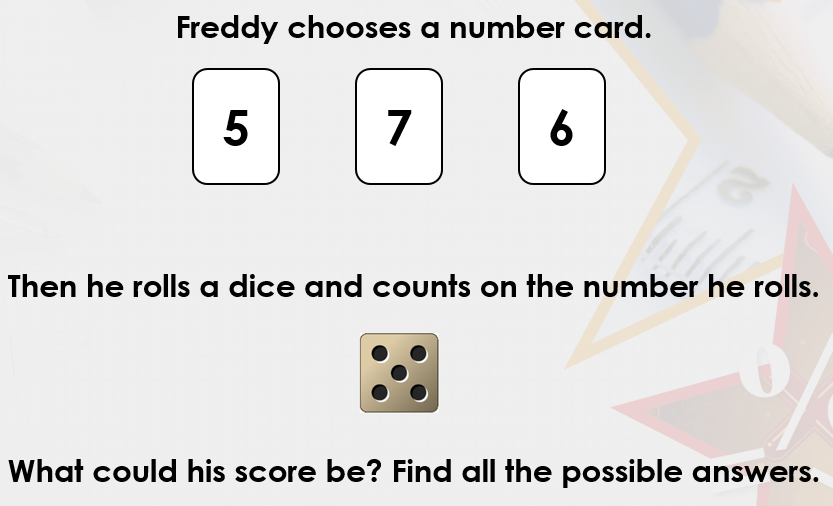 Freddy chooses a number card.
5 7 6
Then he rolls a dice and counts on the number he rolls.
What could his score be? Find all the possible answers.